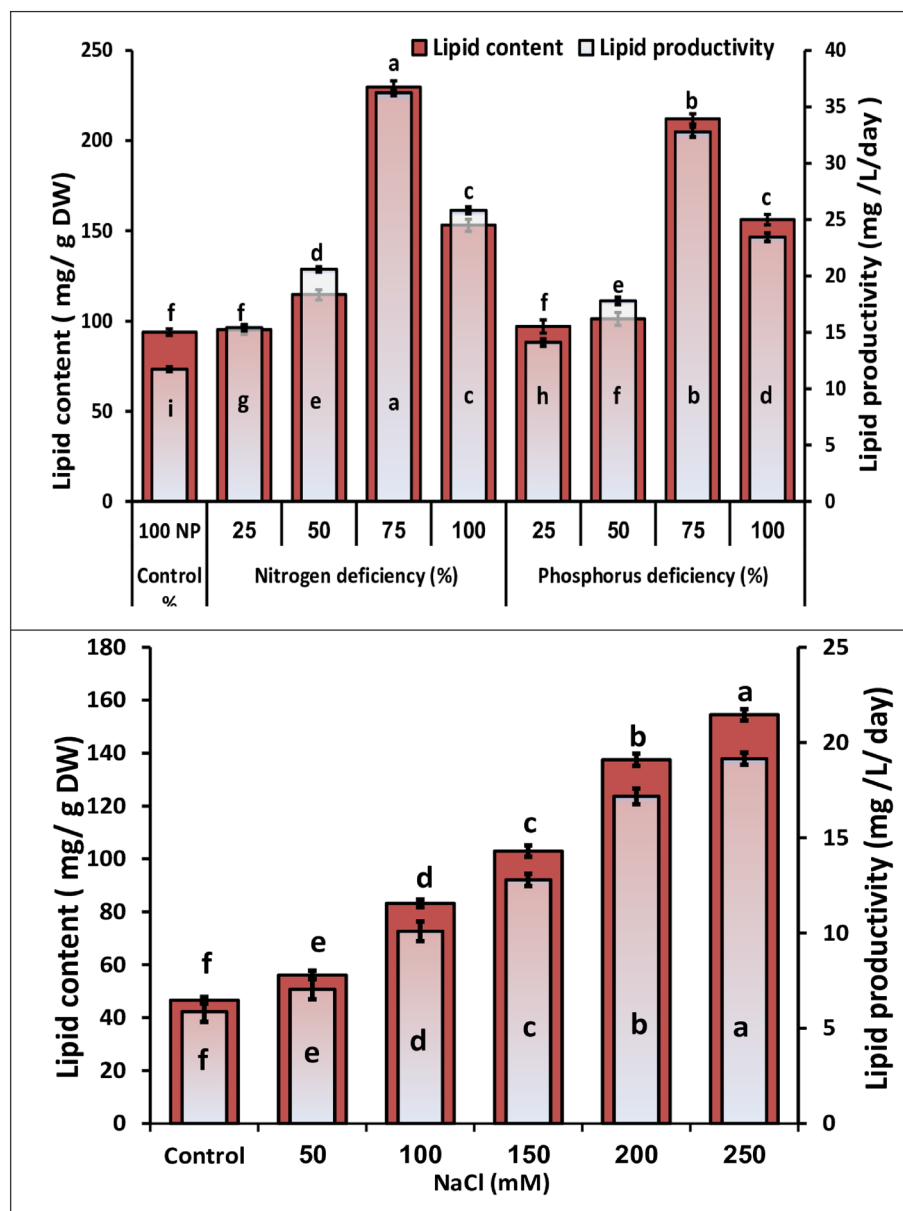 Lipid content Lipid productivity
Lipid content ( mg/ g DW)
250
200
150
100
50
0
Lipid productivity (mg /L/day )
40
35
30
25
20
15
10
5
0
f f d a c f e b c
i g e a c h f b d
100 NP 25 50 75 100 25 50 75 100
Control Nitrogen deficiency (%) Phosphorus deficiency (%)
%
Lipid content ( mg/ g DW)
180
160
140
120
100
80
60
40
20
0
Lipid productivity (mg /L/ day)
25
20
15
10
5
0
f e d c b a
f e d c b a
Control 50 100 150 200 250
NaCl (mM)